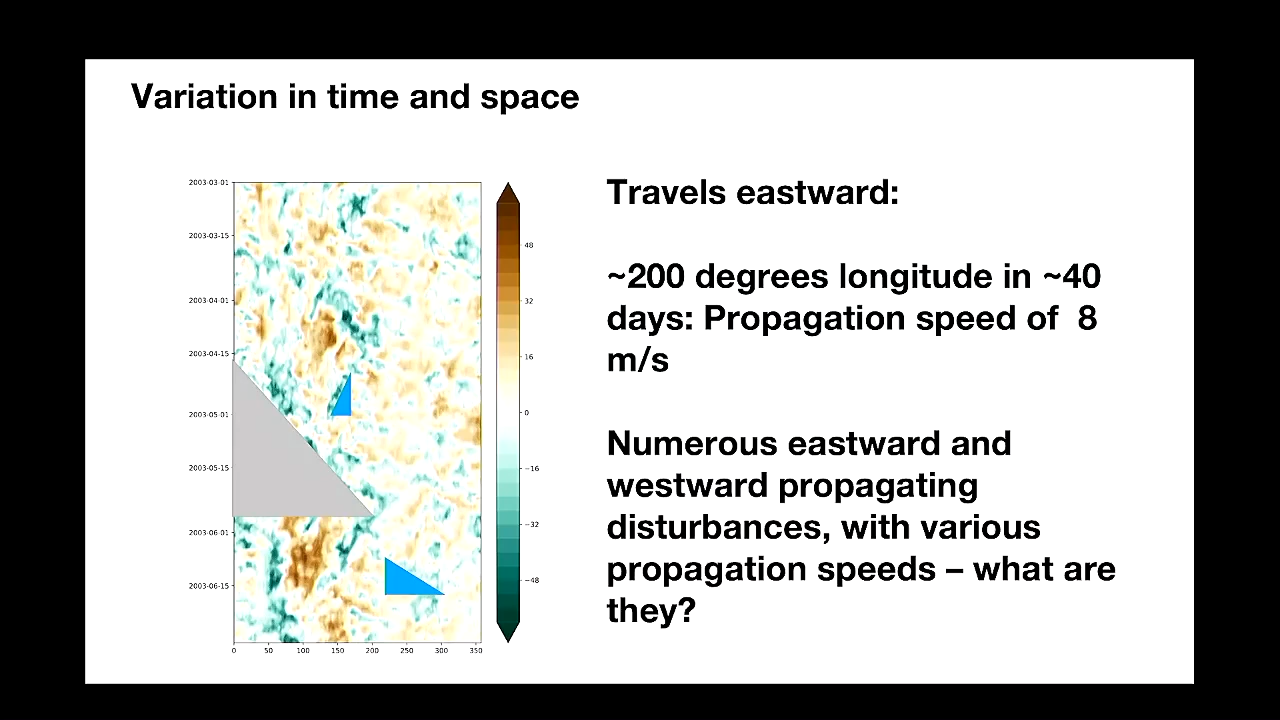 Variation in time and space
2003-03-01
2003-03-15
2003-04-01
2003-04-15
2003-05-01
2003-05-15
2003-06-01
2003-06-15
0 50 100 150 200 250 300 350
48
32
16
0
−16
−32
−48
Travels eastward:
~200 degrees longitude in ~40
days: Propagation speed of 8
m/s
Numerous eastward and
westward propagating
disturbances, with various
propagation speeds – what are
they?